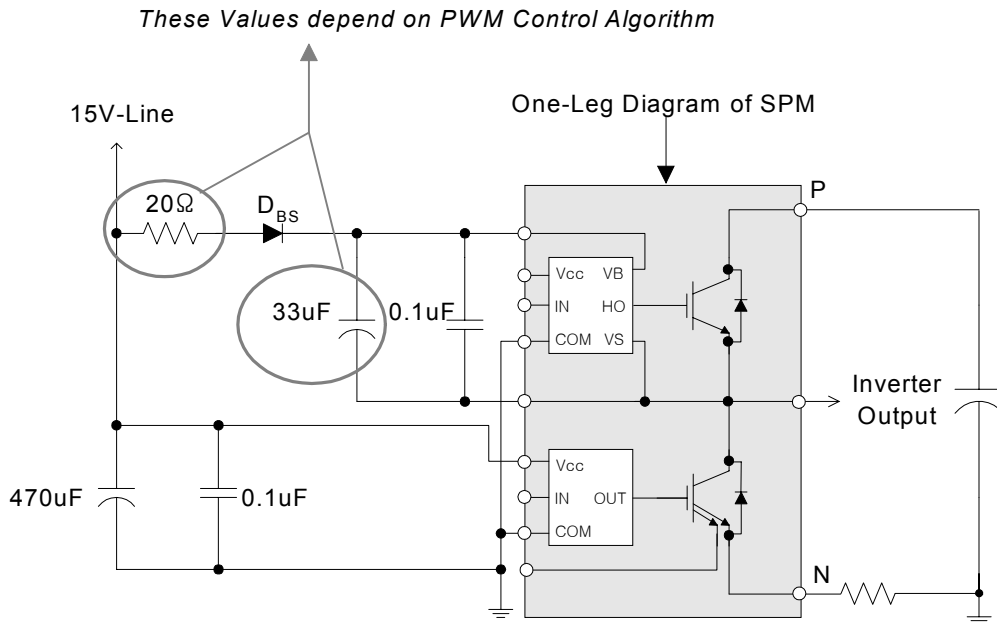 These Values depend on PWM Control Algorithm
One-Leg Diagram of SPM
15V-Line
P
20Ω
DBS
Vcc
VB
IN
HO
COM
VS
33uF
0.1uF
Inverter
Output
Vcc
IN
OUT
COM
470uF
0.1uF
N